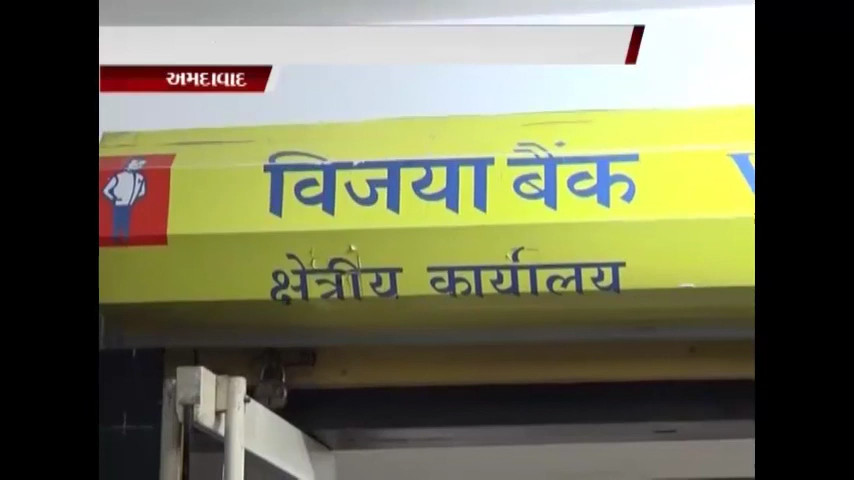 અમદાવાદ
विजया बैंक
क्षेत्रीय कार्यालय